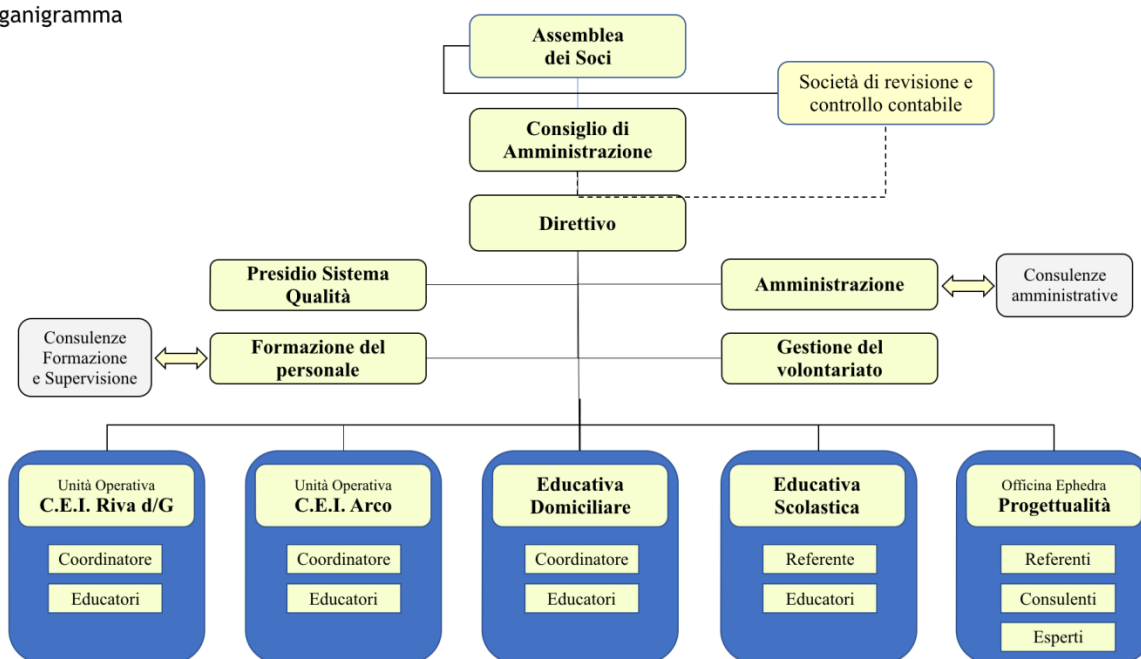 ganigramma
Assemblea
dei Soci
Società di revisione e
controllo contabile
Consiglio di
Amministrazione
Direttivo
Presidio Sistema
Qualità
Amministrazione
Consulenze
amministrative
Consulenze
Formazione
e Supervisione
Formazione del
personale
Gestione del
volontariato
Unità Operativa
C.E.I. Riva d/G
Coordinatore
Educatori
Unità Operativa
C.E.I. Arco
Coordinatore
Educatori
Educativa
Domiciliare
Coordinatore
Educatori
Educativa
Scolastica
Referente
Educatori
Officina Ephedra
Progettualità
Referenti
Consulenti
Esperti